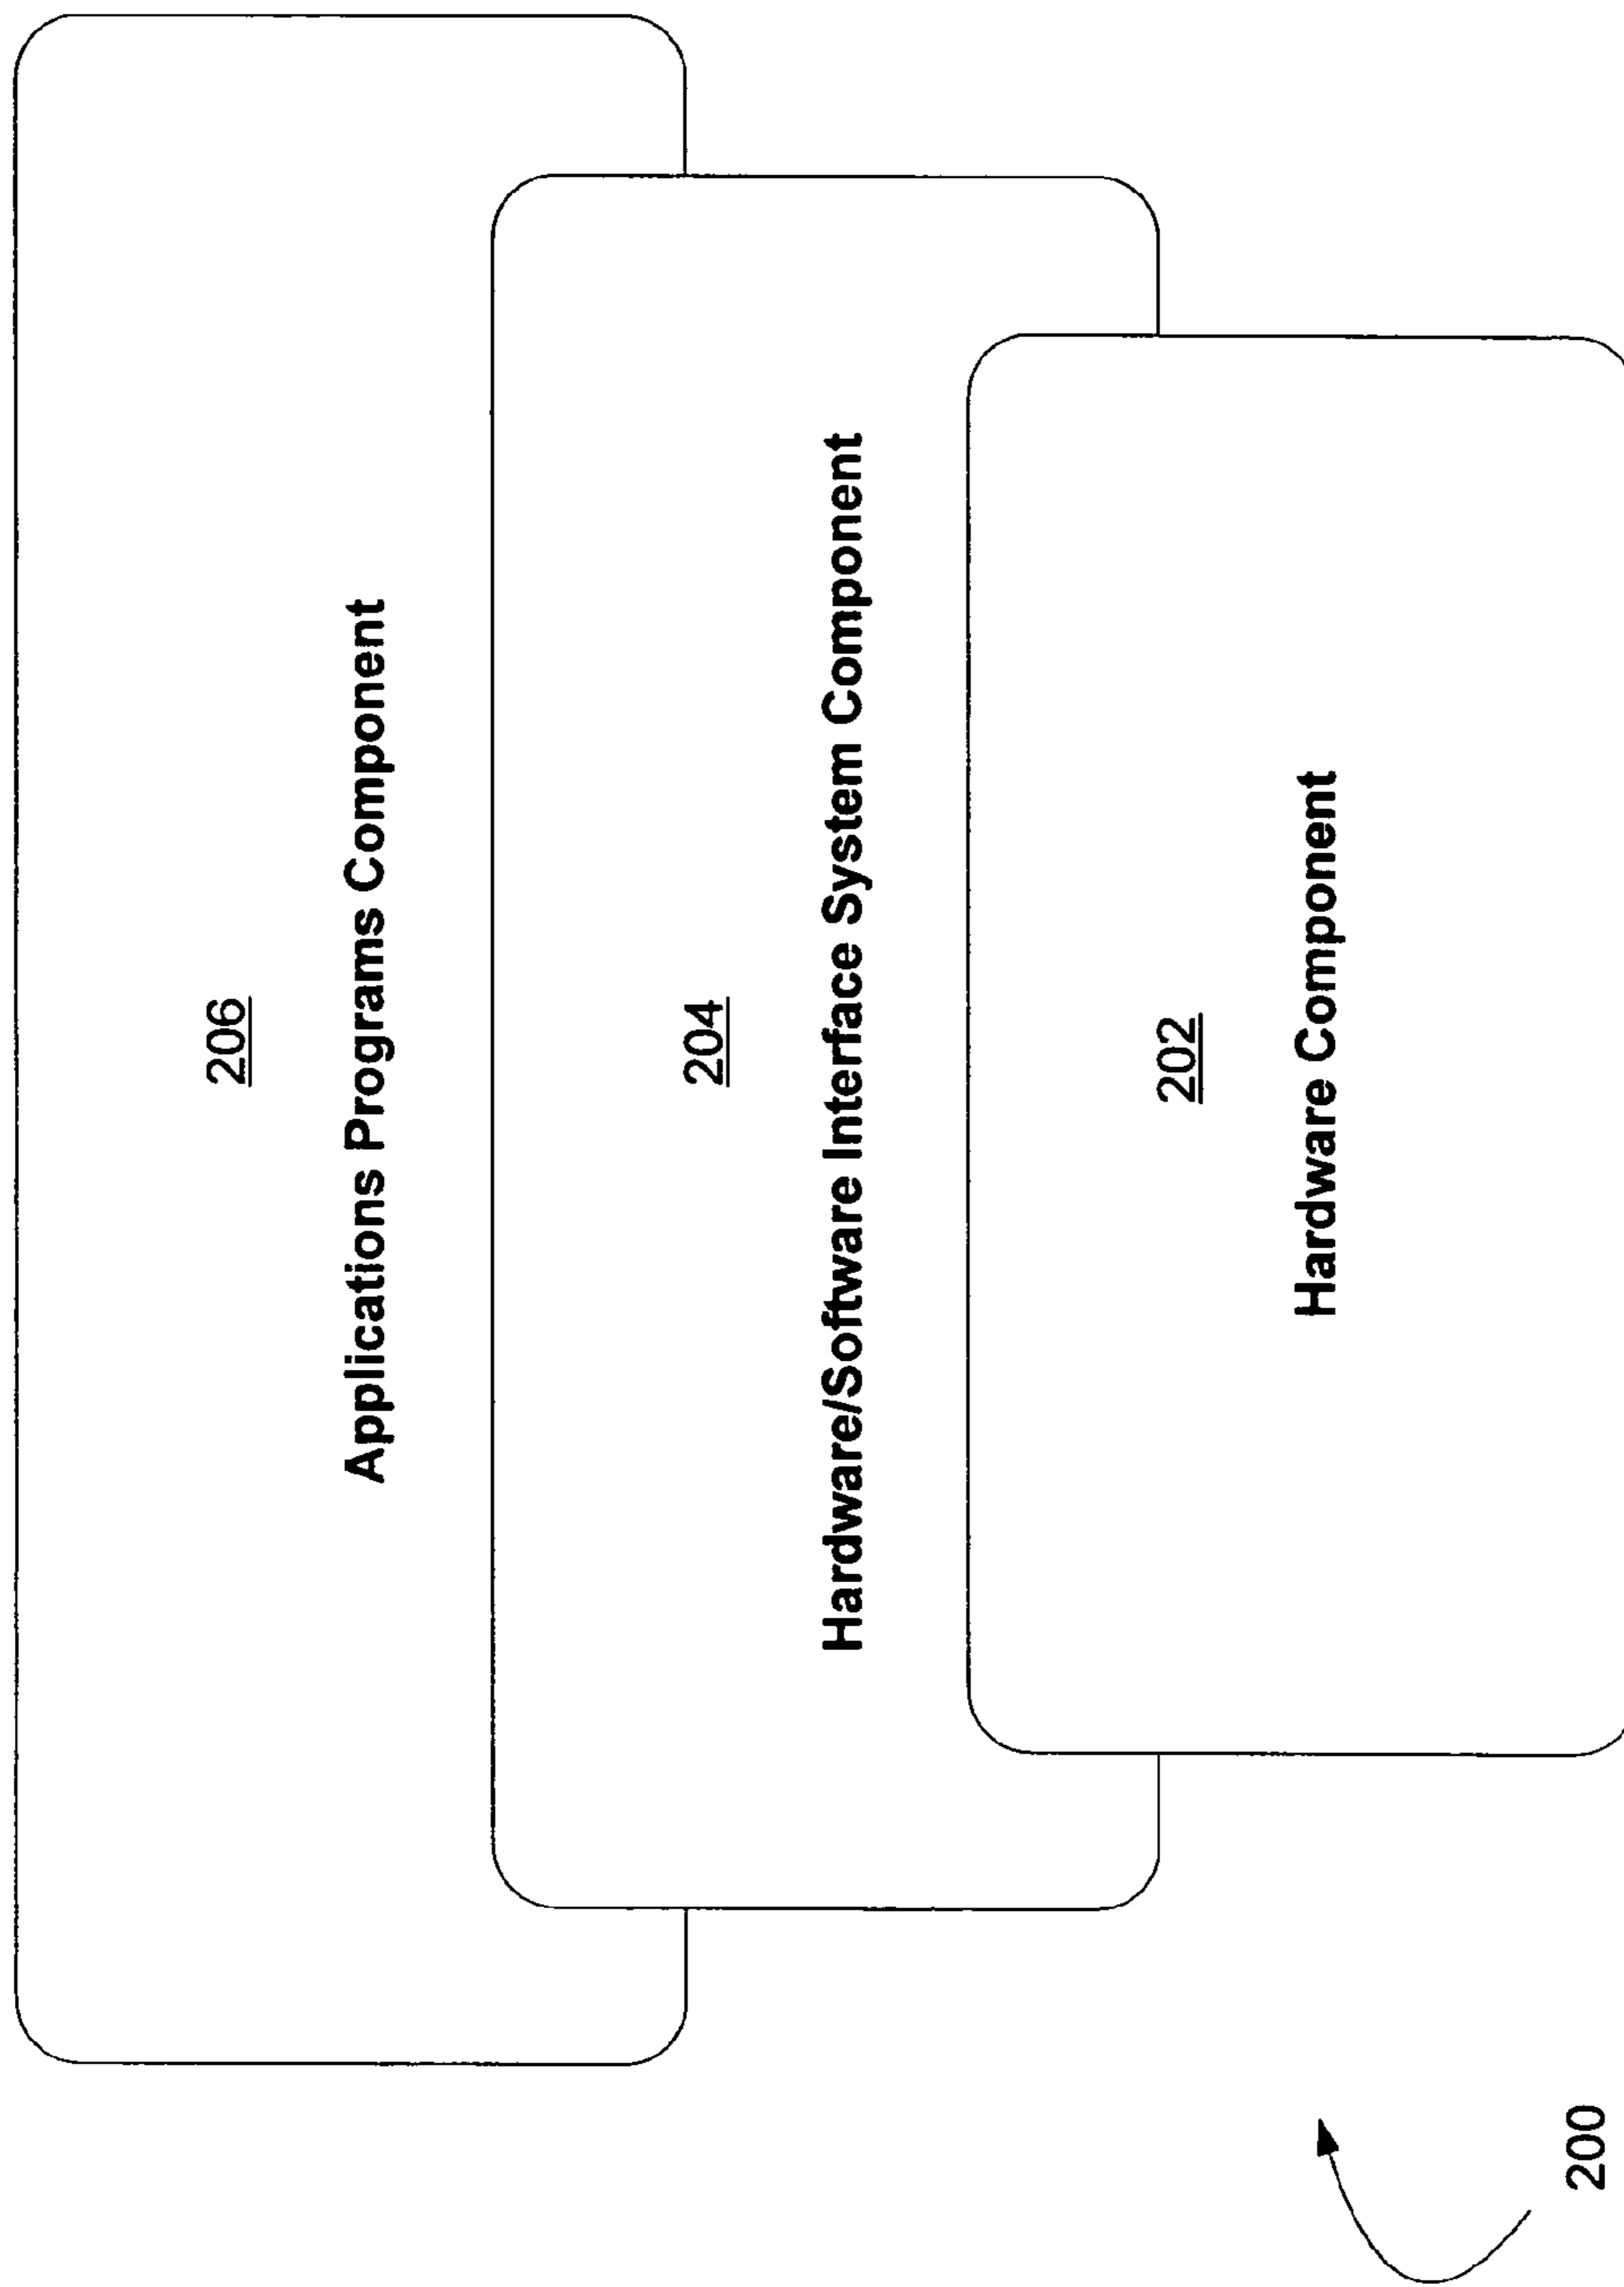 206
Applications Programs Component
204
Hardware/Software Interface System Component
202
Hardware Component
200